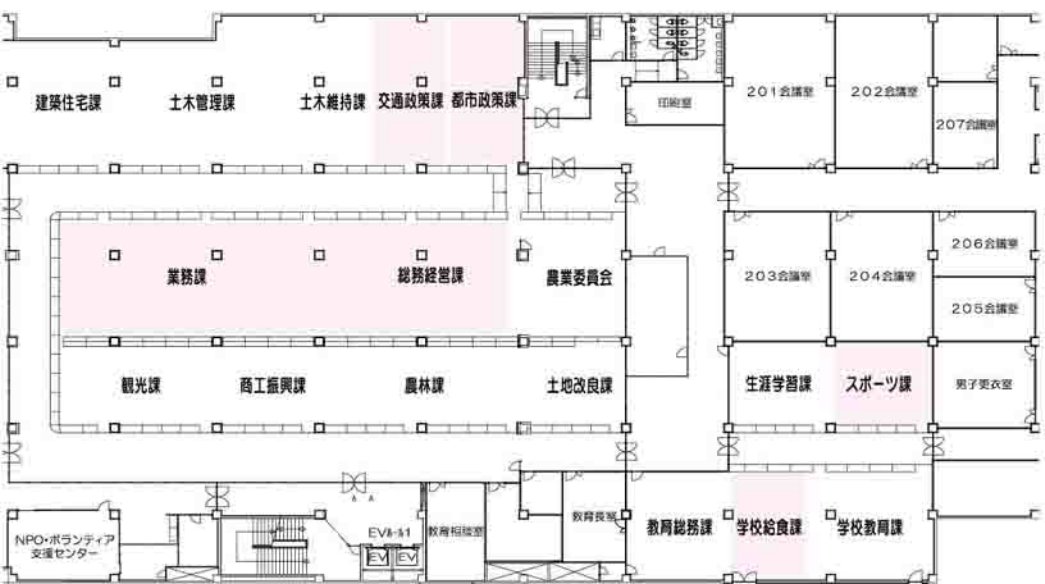 建築住宅課
土木管理課
土木維持課
交通政策課
都市政策課
印刷室
201会議室
202会議室
207会議室
業務課
総務経営課
農業委員会
203会議室
204会議室
206会議室
205会議室
観光課
商工振興課
農林課
土地改良課
生涯学習課
スポーツ課
男子更衣室
NPO・ボランティア
支援センター
EVホール1
EV
EV
教育相談室
教育長室
教育総務課
学校給食課
学校教育課